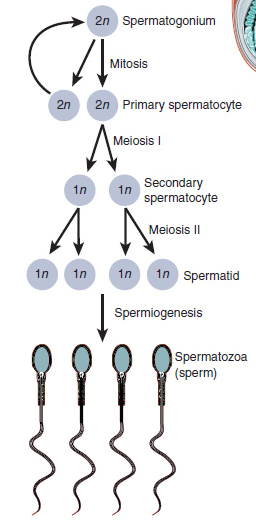 2n Spermatogonium
Mitosis
2n 2n Primary spermatocyte
Meiosis I
1n 1n Secondary
spermatocyte
Meiosis II
1n 1n 1n 1n Spermatid
Spermiogenesis
Spermatozoa
(sperm)